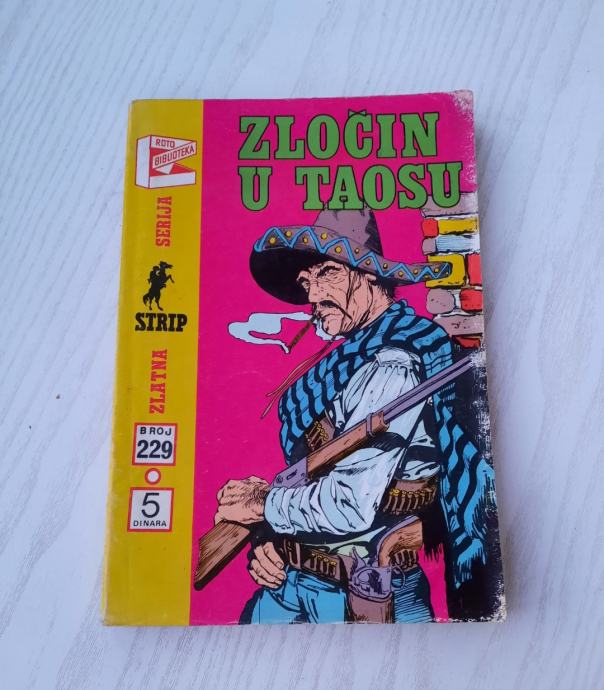 ZLOČIN
U TAOSU
ROTO
BIBLIOTEKA
ZLATNA SERIJA
STRIP
BROJ
229
5
DINARA